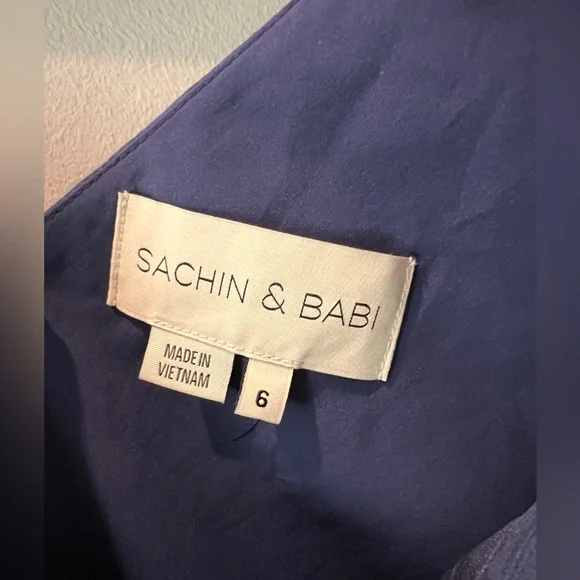 SACHIN & BABI
MADE IN
VIETNAM
6